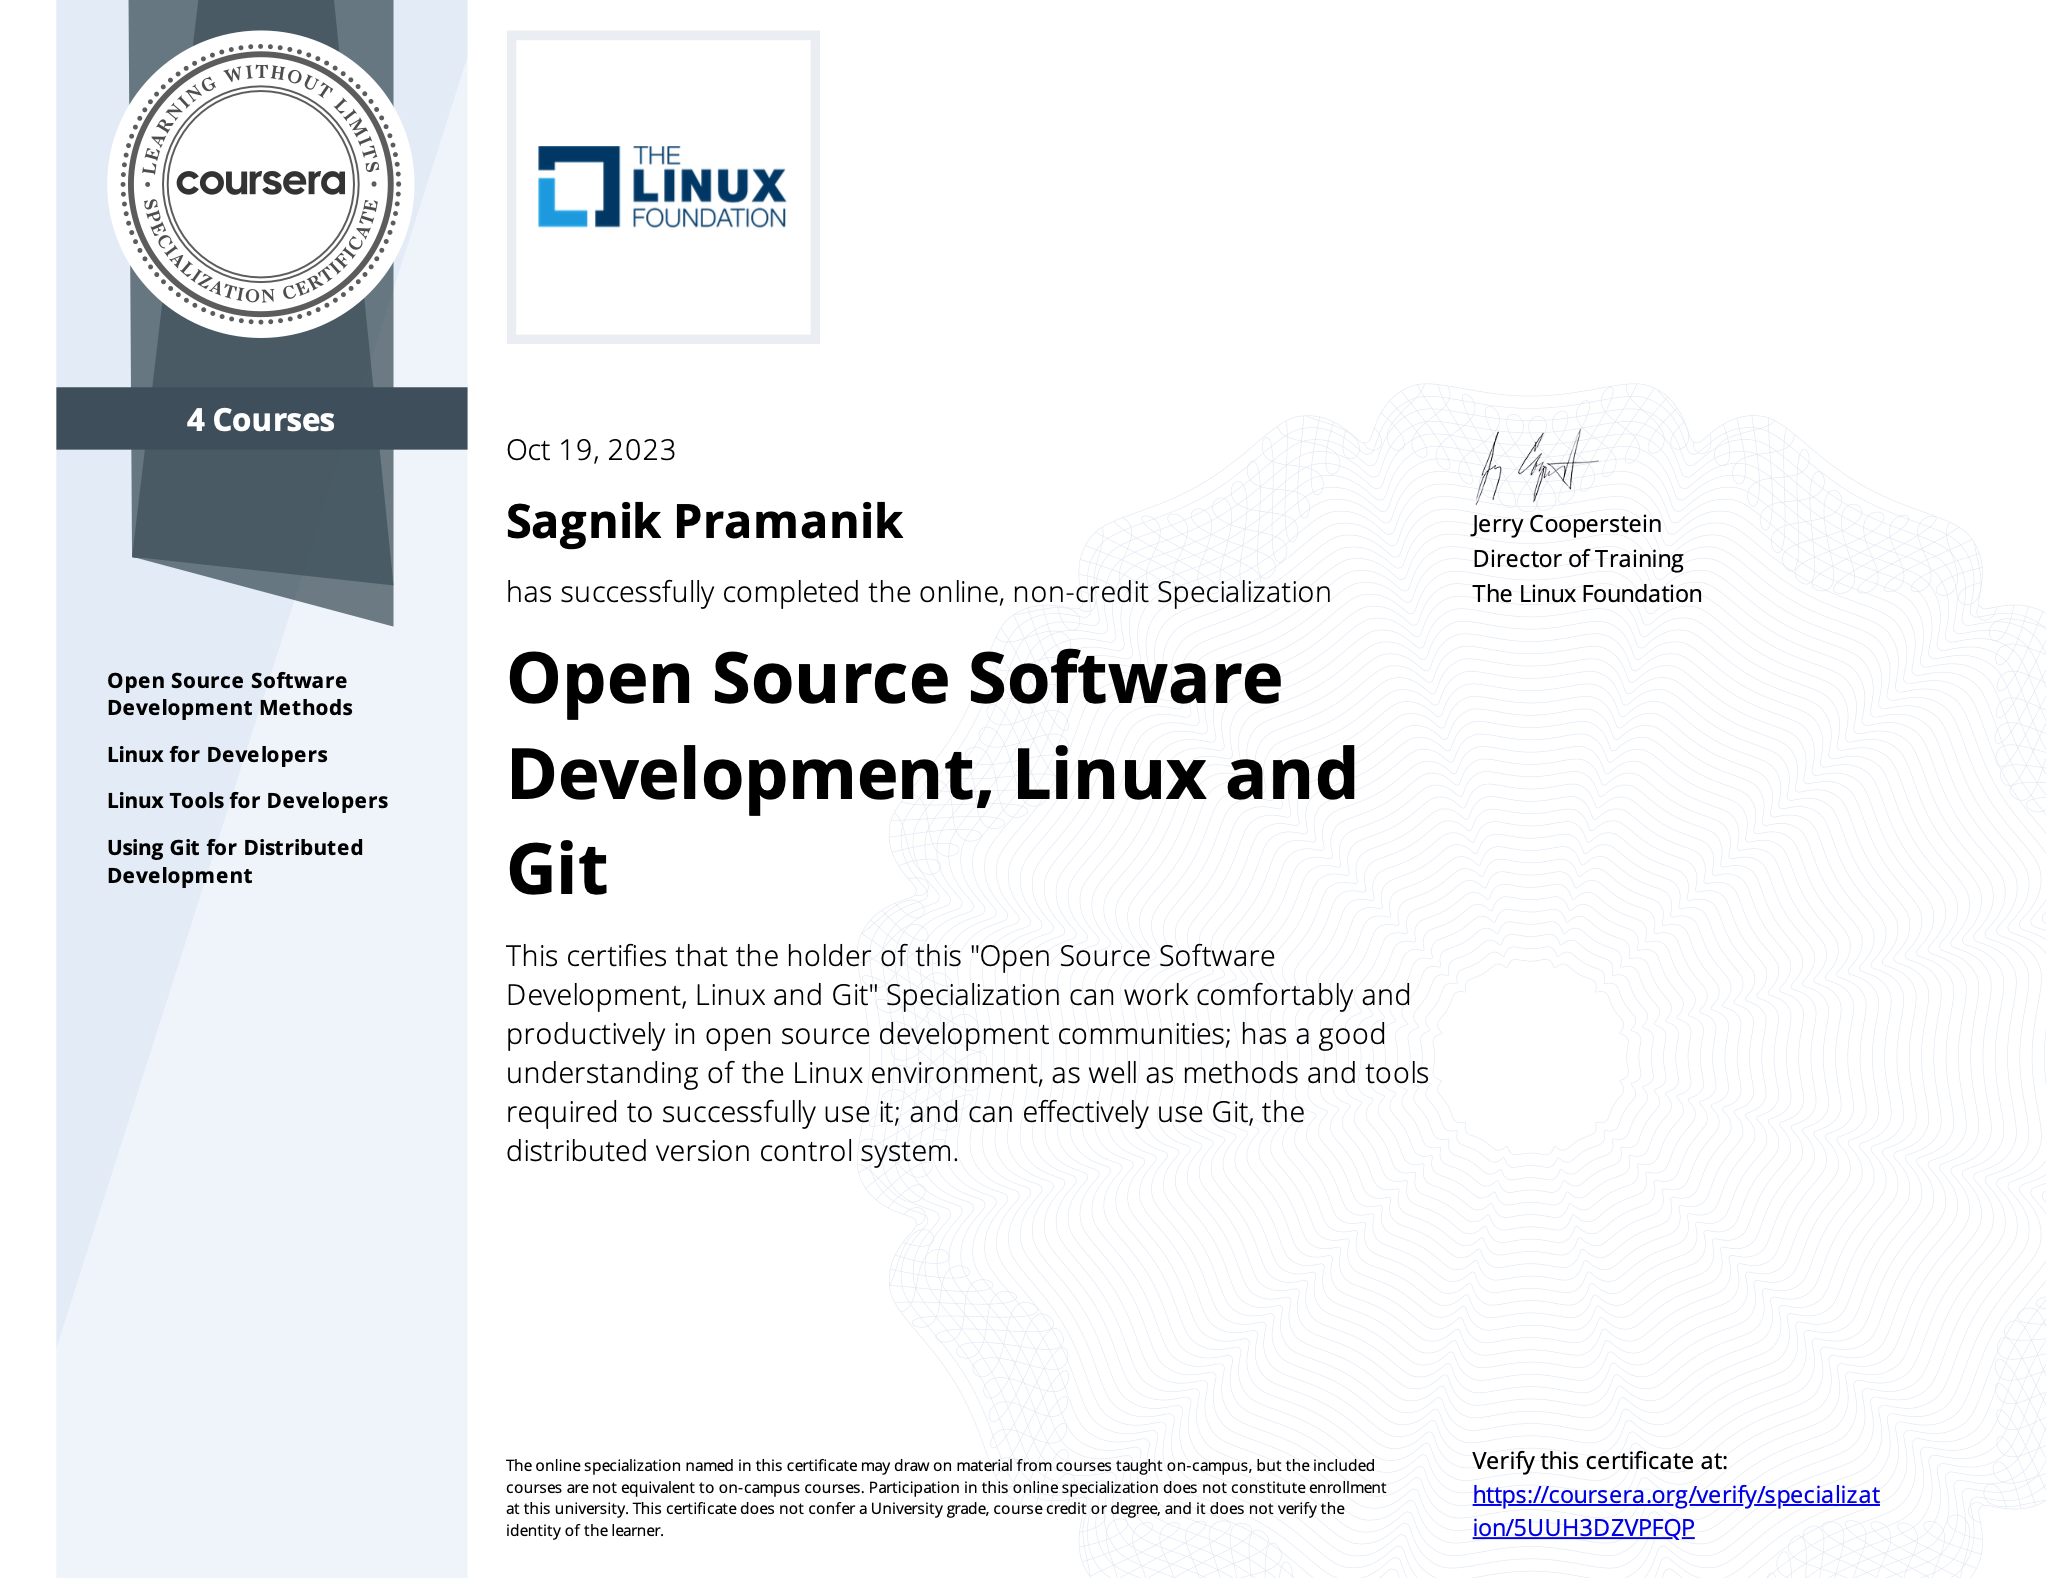 LEARNING WITHOUT LIMITS
coursera
SPECIALIZATION CERTIFICATE
4 Courses
Open Source Software
Development Methods
Linux for Developers
Linux Tools for Developers
Using Git for Distributed
Development
THE
LINUX
FOUNDATION
Oct 19, 2023
Sagnik Pramanik
has successfully completed the online, non-credit Specialization
Open Source Software
Development, Linux and
Git
This certifies that the holder of this "Open Source Software
Development, Linux and Git" Specialization can work comfortably and
productively in open source development communities; has a good
understanding of the Linux environment, as well as methods and tools
required to successfully use it; and can effectively use Git, the
distributed version control system.
Jerry Cooperstein
Director of Training
The Linux Foundation
The online specialization named in this certificate may draw on material from courses taught on-campus, but the included
courses are not equivalent to on-campus courses. Participation in this online specialization does not constitute enrollment
at this university. This certificate does not confer a University grade, course credit or degree, and it does not verify the
identity of the learner.
Verify this certificate at:
https://coursera.org/verify/specializat
ion/5UUH3DZVPFQP